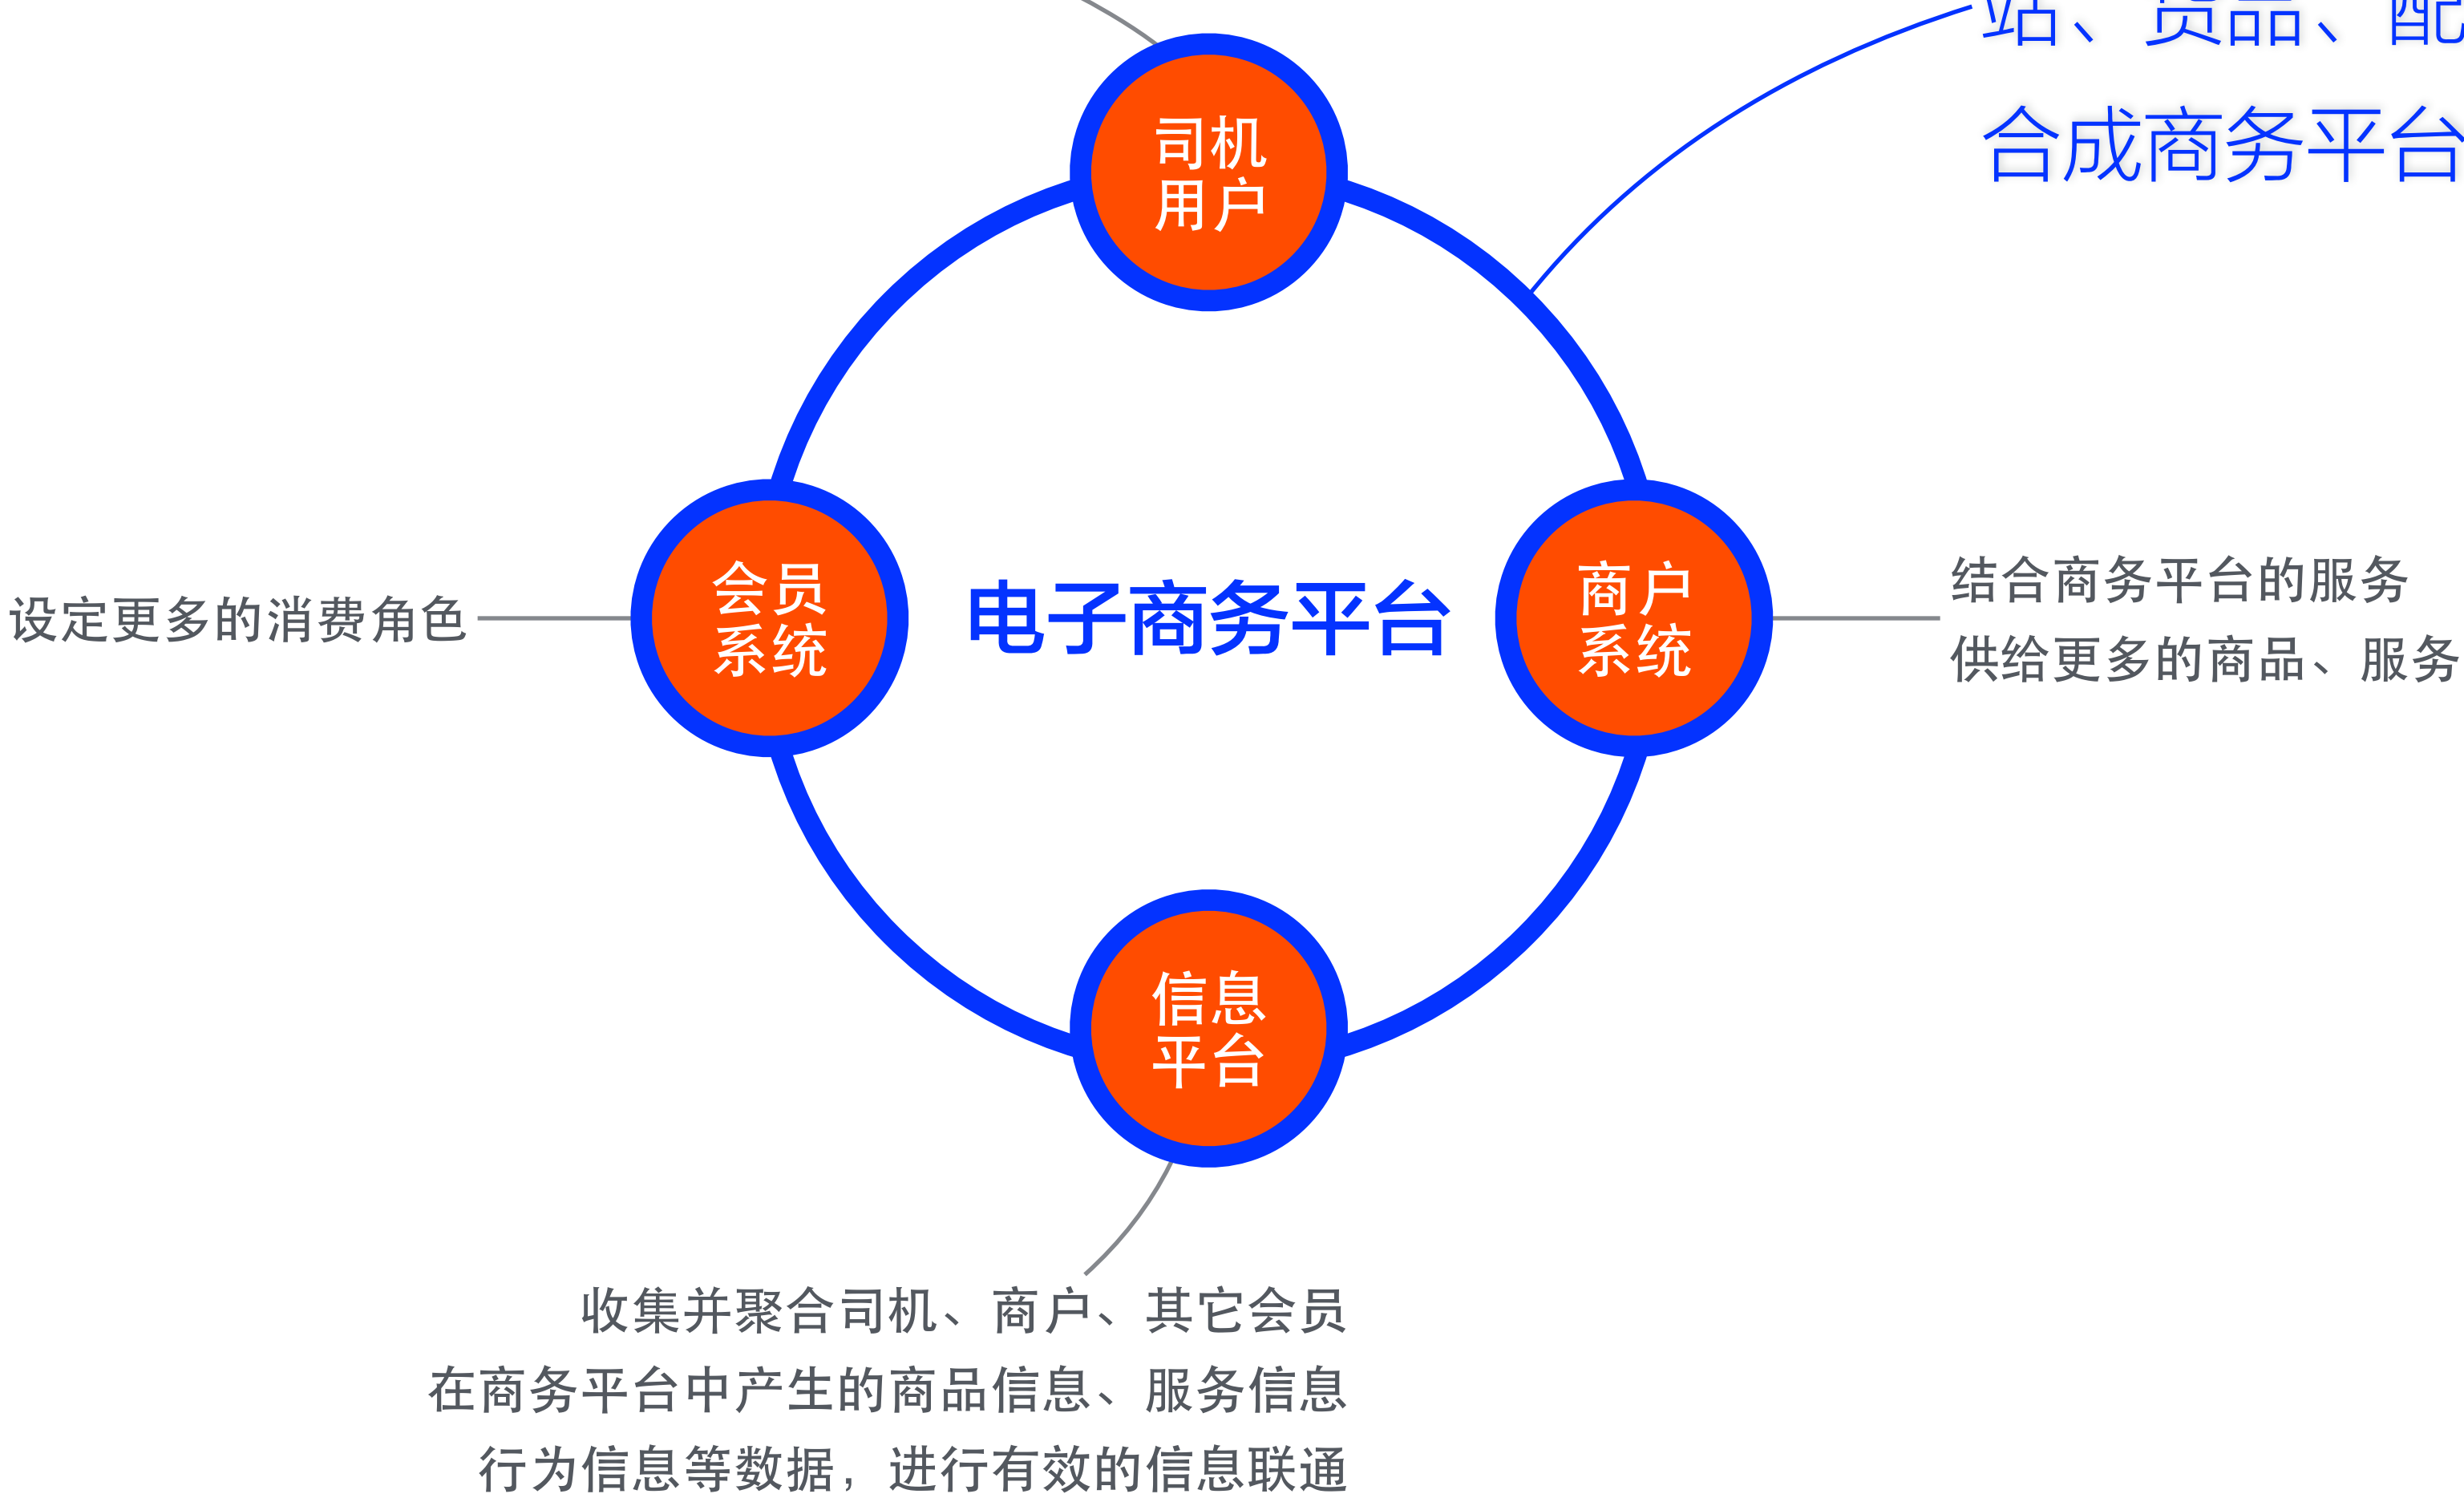 站、货品、配
合成商务平台
司机
用户
会员
系统
电子商务平台
商户
系统
迎定更多的消费角色
结合商务平台的服务
供给更多的商品、服务
信息
平台
收集并聚合司机、商户、其它会员
在商务平台中产生的商品信息、服务信息
行为信息等数据，进行有效的信息联通